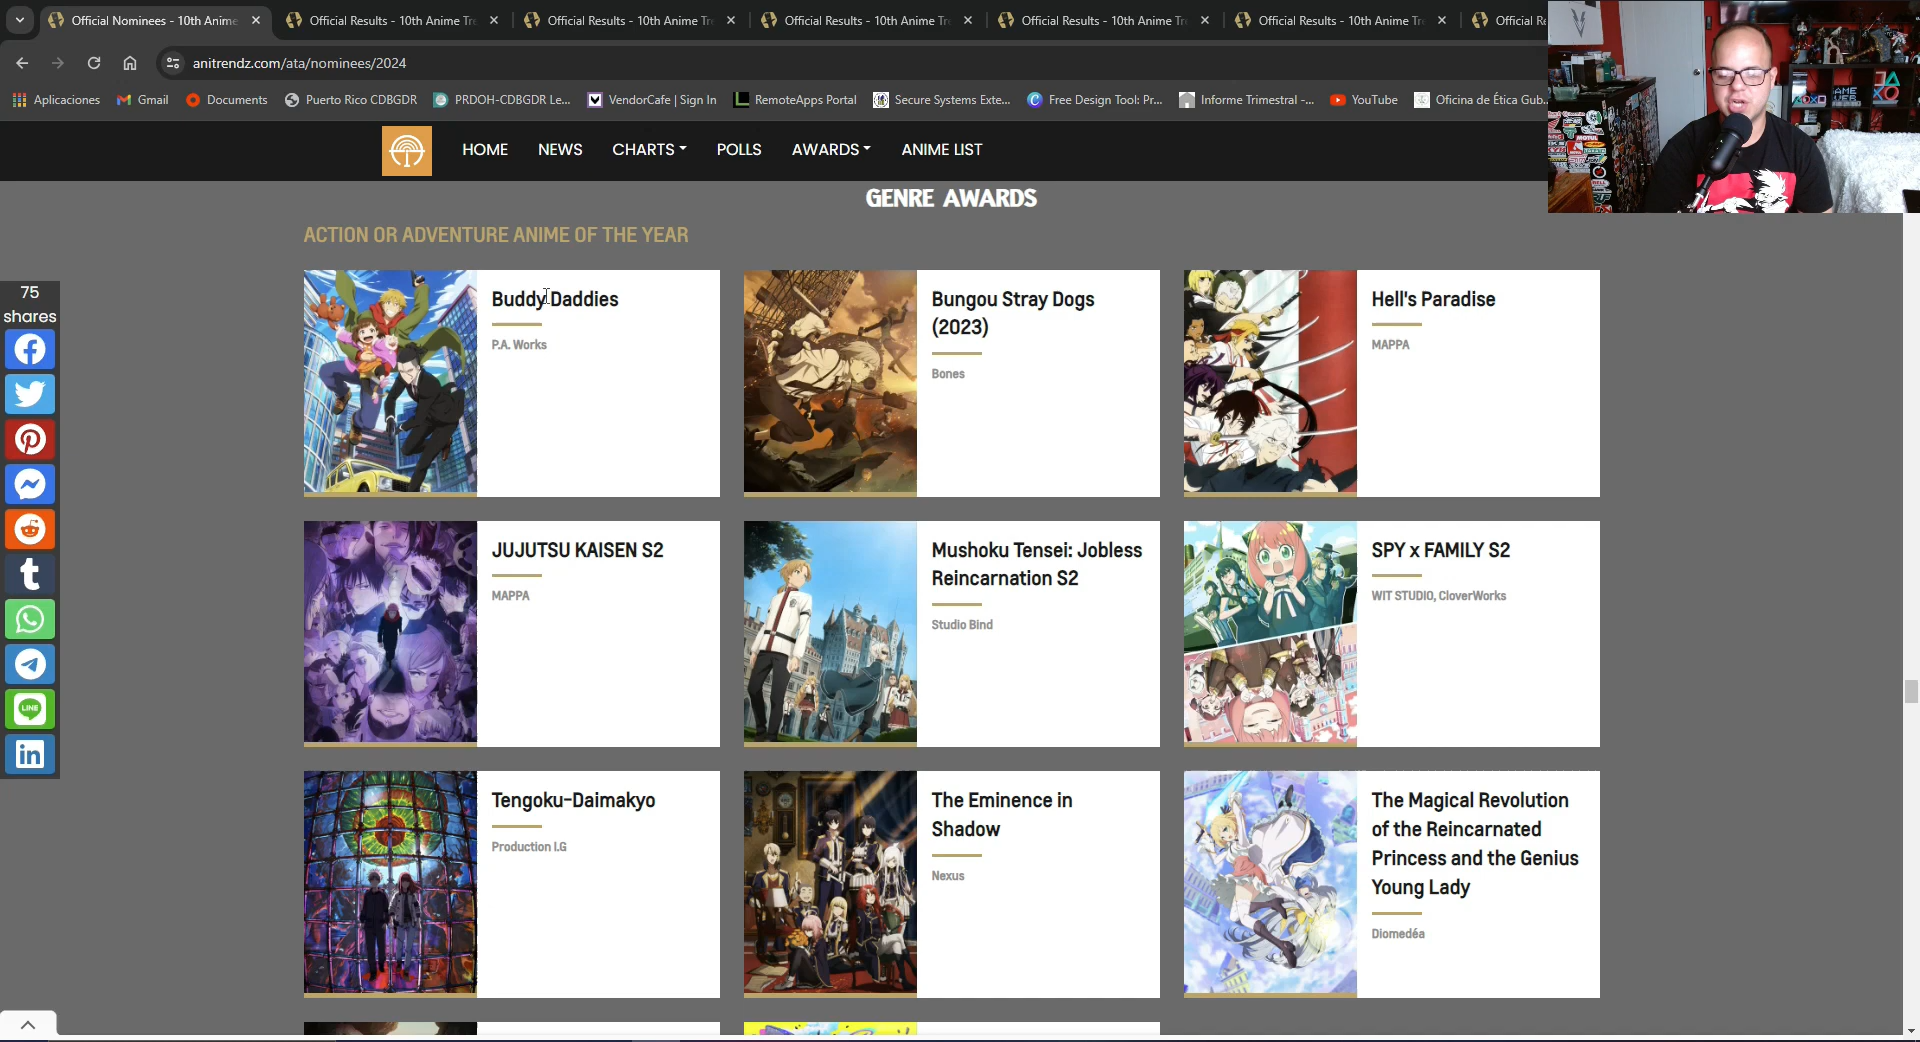 Official Nominees - 10th Anime
Official Results - 10th Anime Tr
Official Results - 10th Anime Tr
Official Results - 10th Anime Tr
Official Results - 10th Anime Tr
Official Results - 10th Anime Tr
Official Re
anitrendz.com/ata/nominees/2024
Aplicaciones
Gmail
Documents
Puerto Rico CDBGDR
PRDOH-CDBGDR Le...
VendorCafe | Sign In
RemoteApps Portal
Secure Systems Exte...
Free Design Tool: Pr...
Informe Trimestral -...
YouTube
Oficina de Ética Gub...
HOME
NEWS
CHARTS
POLLS
AWARDS
ANIME LIST
GENRE AWARDS
ACTION OR ADVENTURE ANIME OF THE YEAR
75
shares
LINE
Buddy Daddies
P.A. Works
Bungou Stray Dogs
(2023)
Bones
Hell's Paradise
MAPPA
JUJUTSU KAISEN S2
MAPPA
Mushoku Tensei: Jobless
Reincarnation S2
Studio Bind
SPY x FAMILY S2
WIT STUDIO, CloverWorks
Tengoku-Daimakyo
Production I.G
The Eminence in
Shadow
Nexus
The Magical Revolution
of the Reincarnated
Princess and the Genius
Young Lady
Diomedéa